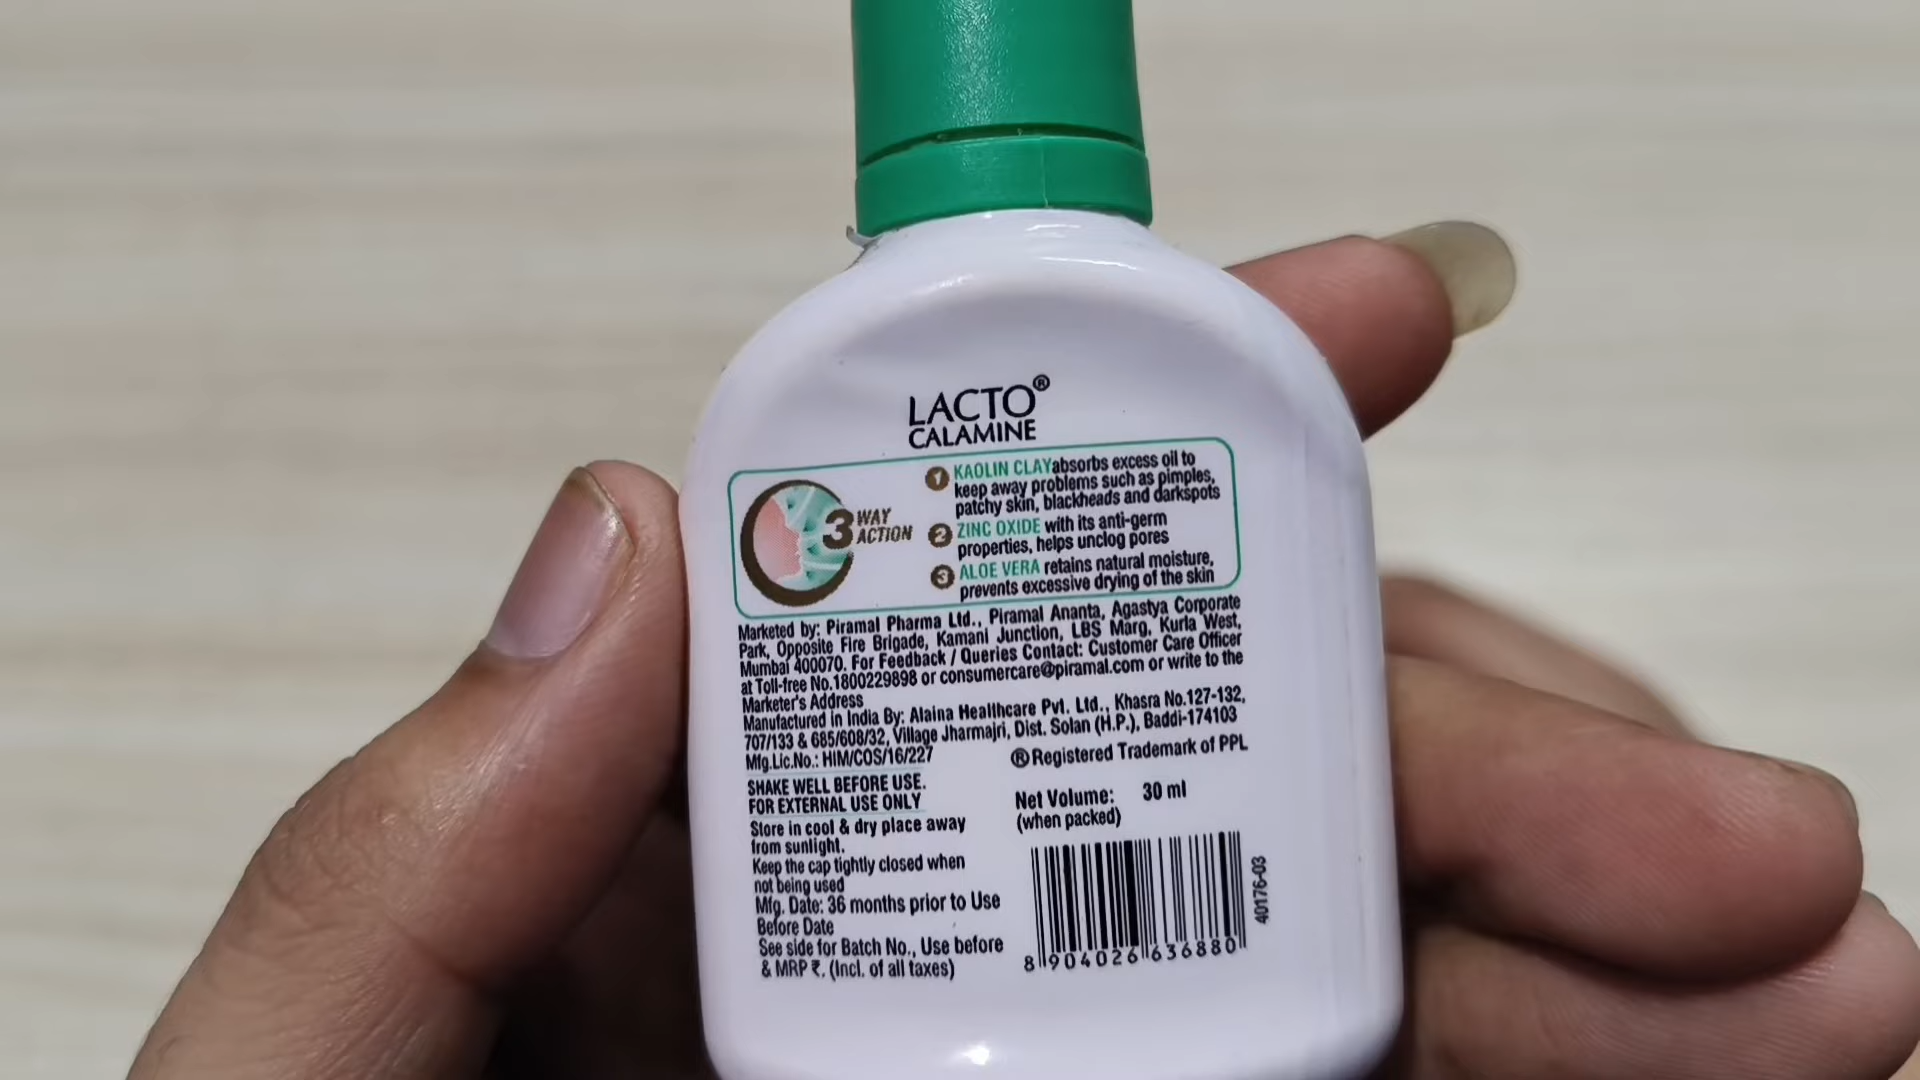 LACTO®
CALAMINE
3 WAY
ACTION
1 KAOLIN CLAY absorbs excess oil to
keep away problems such as pimples,
patchy skin, blackheads and darkspots
2 ZINC OXIDE with its anti-germ
properties, helps unclog pores
3 ALOE VERA retains natural moisture,
prevents excessive drying of the skin
Marketed by: Piramal Pharma Ltd., Piramal Ananta, Agastya Corporate
Park, Opposite Fire Brigade, Kamani Junction, LBS Marg, Kurla West,
Mumbai 400070. For Feedback / Queries Contact: Customer Care Officer
at Toll-free No.1800229898 or consumercare@piramal.com or write to the
Marketer's Address
Manufactured in India By: Alaina Healthcare Pvt. Ltd., Khasra No.127-132,
707/133 & 685/608/32, Village Jharmajri, Dist. Solan (H.P.), Baddi-174103
Mfg.Lic.No.: HIM/COS/16/227
® Registered Trademark of PPL
SHAKE WELL BEFORE USE.
FOR EXTERNAL USE ONLY
Store in cool & dry place away
from sunlight.
Keep the cap tightly closed when
not being used
Mfg. Date: 36 months prior to Use
Before Date
See side for Batch No., Use before
& MRP ₹. (Incl. of all taxes)
Net Volume: 30 ml
(when packed)
8 904026 636880
40176-03